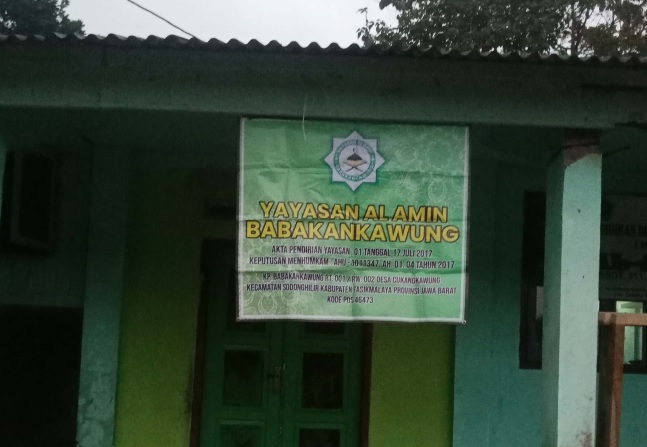 YAYASAN AL AMIN
BABAKANKAWUNG
AKTA PENDIRIAN YAYASAN 01 TANGGAL 17 JULI 2017
KEPUTUSAN MENHUMKAM AHU - 0011347. AH. 01. 04 TAHUN 2017
KP. BABAKANKAWUNG RT. 001 / RW. 002 DESA CUKANGKAWUNG
KECAMATAN SODONGHILIR KABUPATEN TASIKMALAYA PROVINSI JAWA BARAT
KODE POS 46473